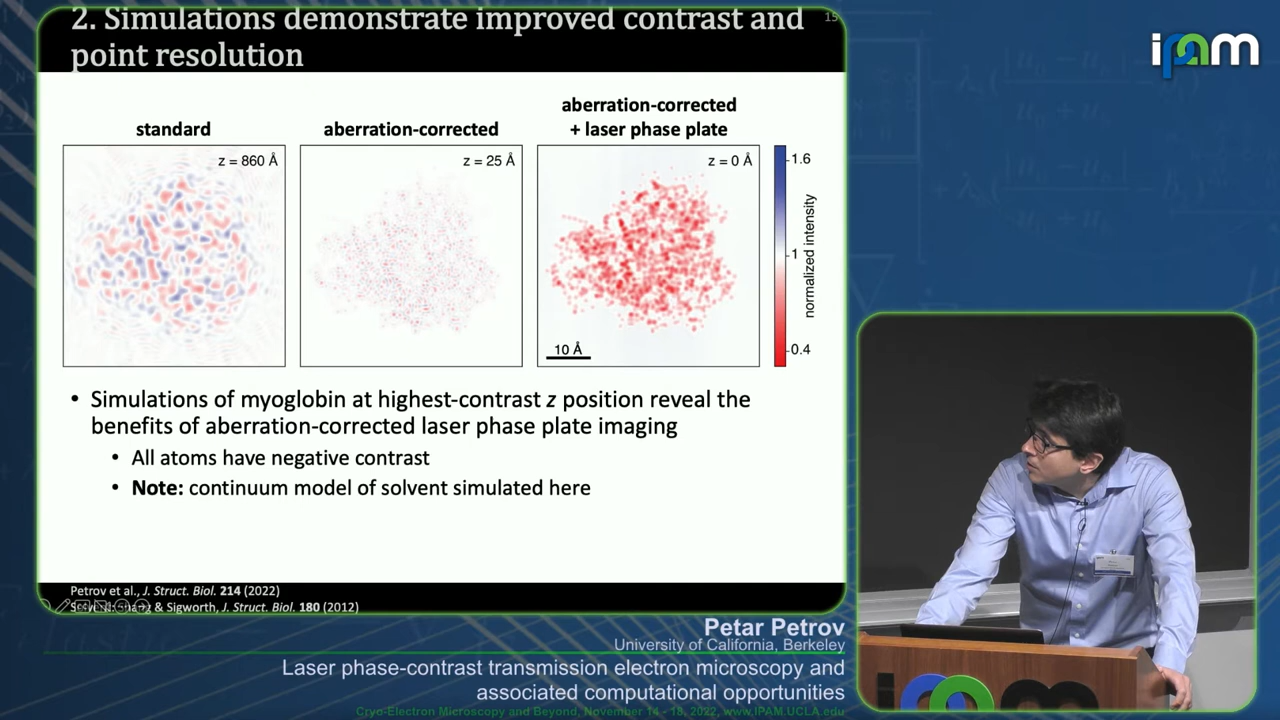 2. Simulations demonstrate improved contrast and
point resolution
15
ipam
standard
aberration-corrected
aberration-corrected
+ laser phase plate
z = 860 Å
z = 25 Å
z = 0 Å
10 Å
1.6
1
0.4
normalized intensity
• Simulations of myoglobin at highest-contrast z position reveal the
benefits of aberration-corrected laser phase plate imaging
• All atoms have negative contrast
• Note: continuum model of solvent simulated here
Petrov et al., J. Struct. Biol. 214 (2022)
& Sigworth, J. Struct. Biol. 180 (2012)
Petar Petrov
University of California, Berkeley
Laser phase-contrast transmission electron microscopy and
associated computational opportunities
Cryo-Electron Microscopy and Beyond, November 14 - 18, 2022, www.IPAM.UCLA.edu